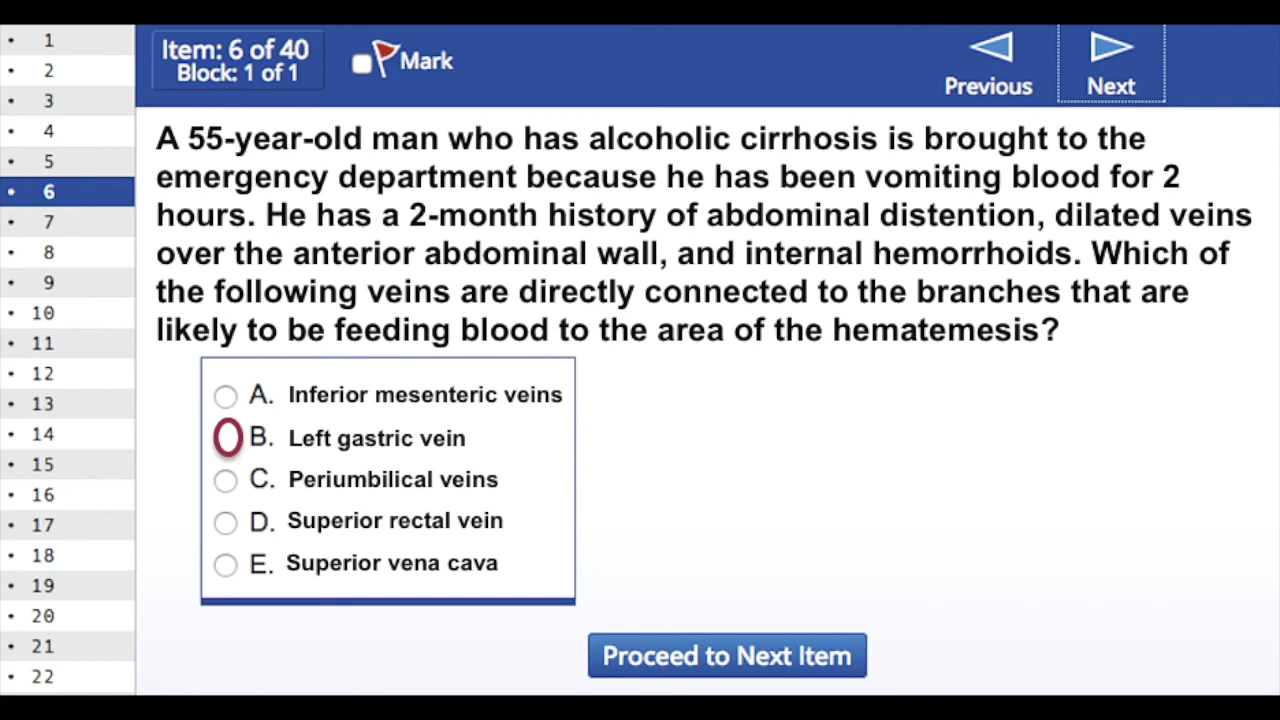 Item: 6 of 40
Block: 1 of 1
Mark
Previous
Next
• 1
• 2
• 3
• 4
• 5
• 6
• 7
• 8
• 9
• 10
• 11
• 12
• 13
• 14
• 15
• 16
• 17
• 18
• 19
• 20
• 21
• 22
A 55-year-old man who has alcoholic cirrhosis is brought to the
emergency department because he has been vomiting blood for 2
hours. He has a 2-month history of abdominal distention, dilated veins
over the anterior abdominal wall, and internal hemorrhoids. Which of
the following veins are directly connected to the branches that are
likely to be feeding blood to the area of the hematemesis?
A. Inferior mesenteric veins
B. Left gastric vein
C. Periumbilical veins
D. Superior rectal vein
E. Superior vena cava
Proceed to Next Item